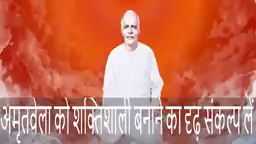 अमृतवेला को शक्तिशाली बनाने का दृढ़ संकल्प लें